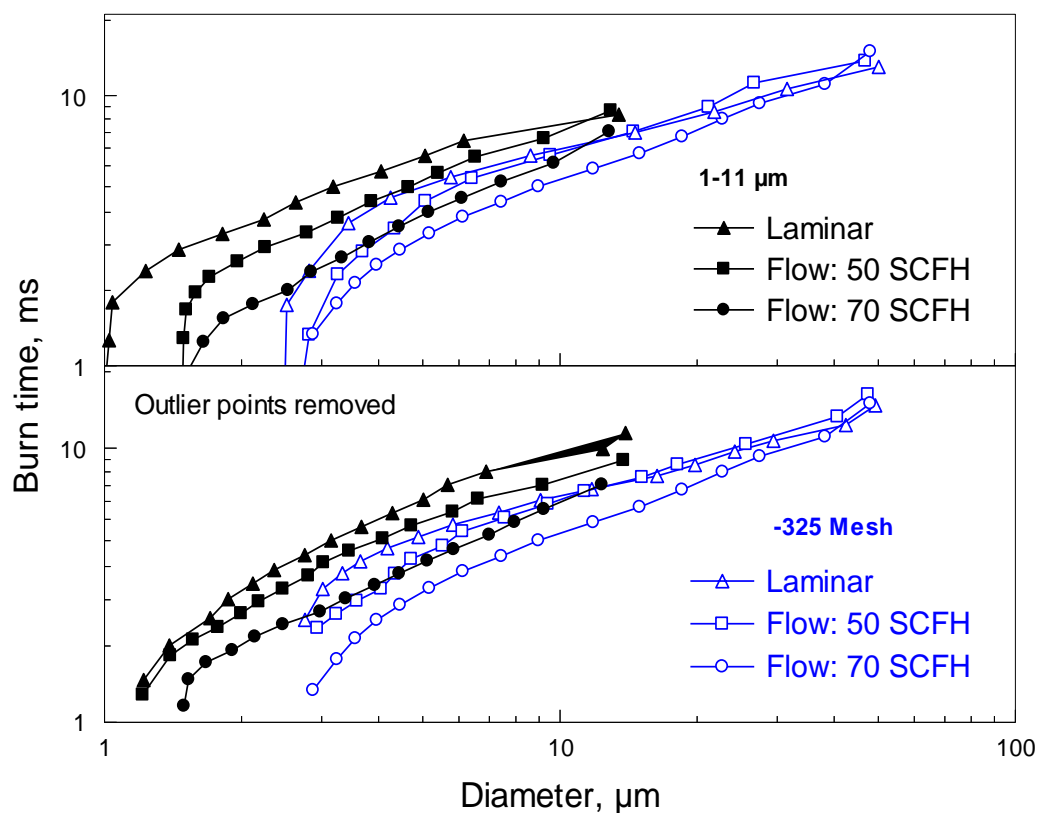 10
1
1-11 µm
Laminar
Flow: 50 SCFH
Flow: 70 SCFH
Burn time, ms
Outlier points removed
10
1
-325 Mesh
Laminar
Flow: 50 SCFH
Flow: 70 SCFH
1 10 100
Diameter, µm